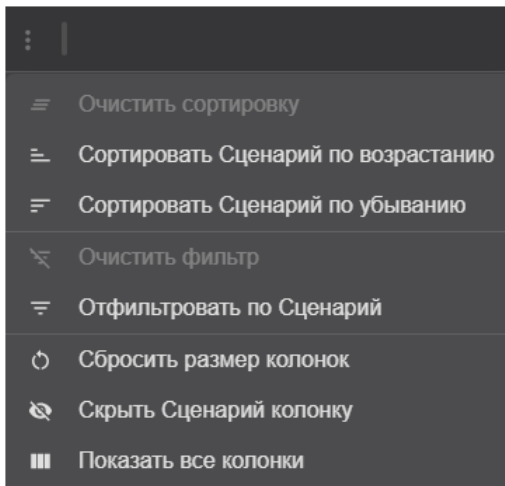 Очистить сортировку
Сортировать Сценарий по возрастанию
Сортировать Сценарий по убыванию
Очистить фильтр
Отфильтровать по Сценарий
Сбросить размер колонок
Скрыть Сценарий колонку
Показать все колонки